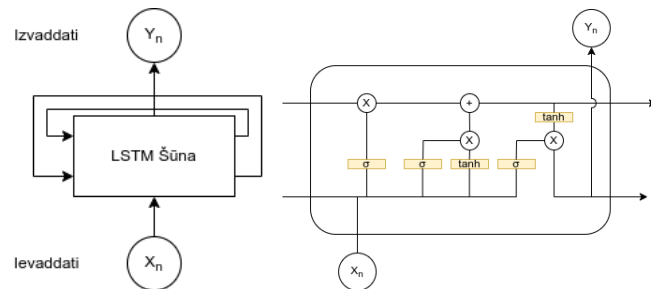 Izvaddati
Yn
LSTM Šūna
Ievaddati
Xn
Yn
X
+
tanh
X
X
σ
σ
tanh
σ
Xn